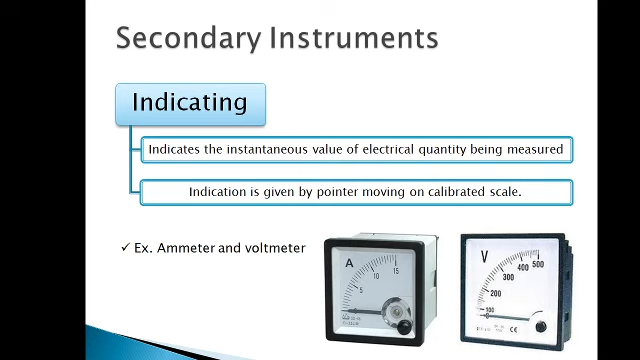 Secondary Instruments
Indicating
Indicates the instantaneous value of electrical quantity being measured
Indication is given by pointer moving on calibrated scale.
✓ Ex. Ammeter and voltmeter
A
5
10
15
V
100
200
300
400
500
CE